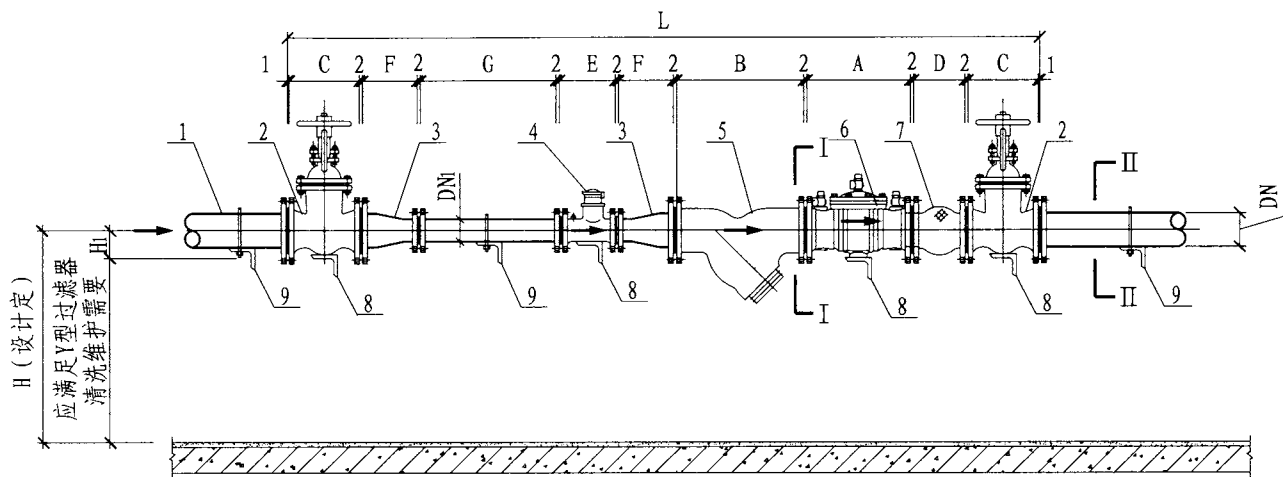 L
1 C 2 F 2 G 2 E 2 F 2 B 2 A 2 D 2 C 1
1 2 3 4 3 5 6 7 2
I II
DN1
DN
H1
H(设计定)
应满足Y型过滤器
清洗维护需要
9 8 9 8 I 8 8 II 9